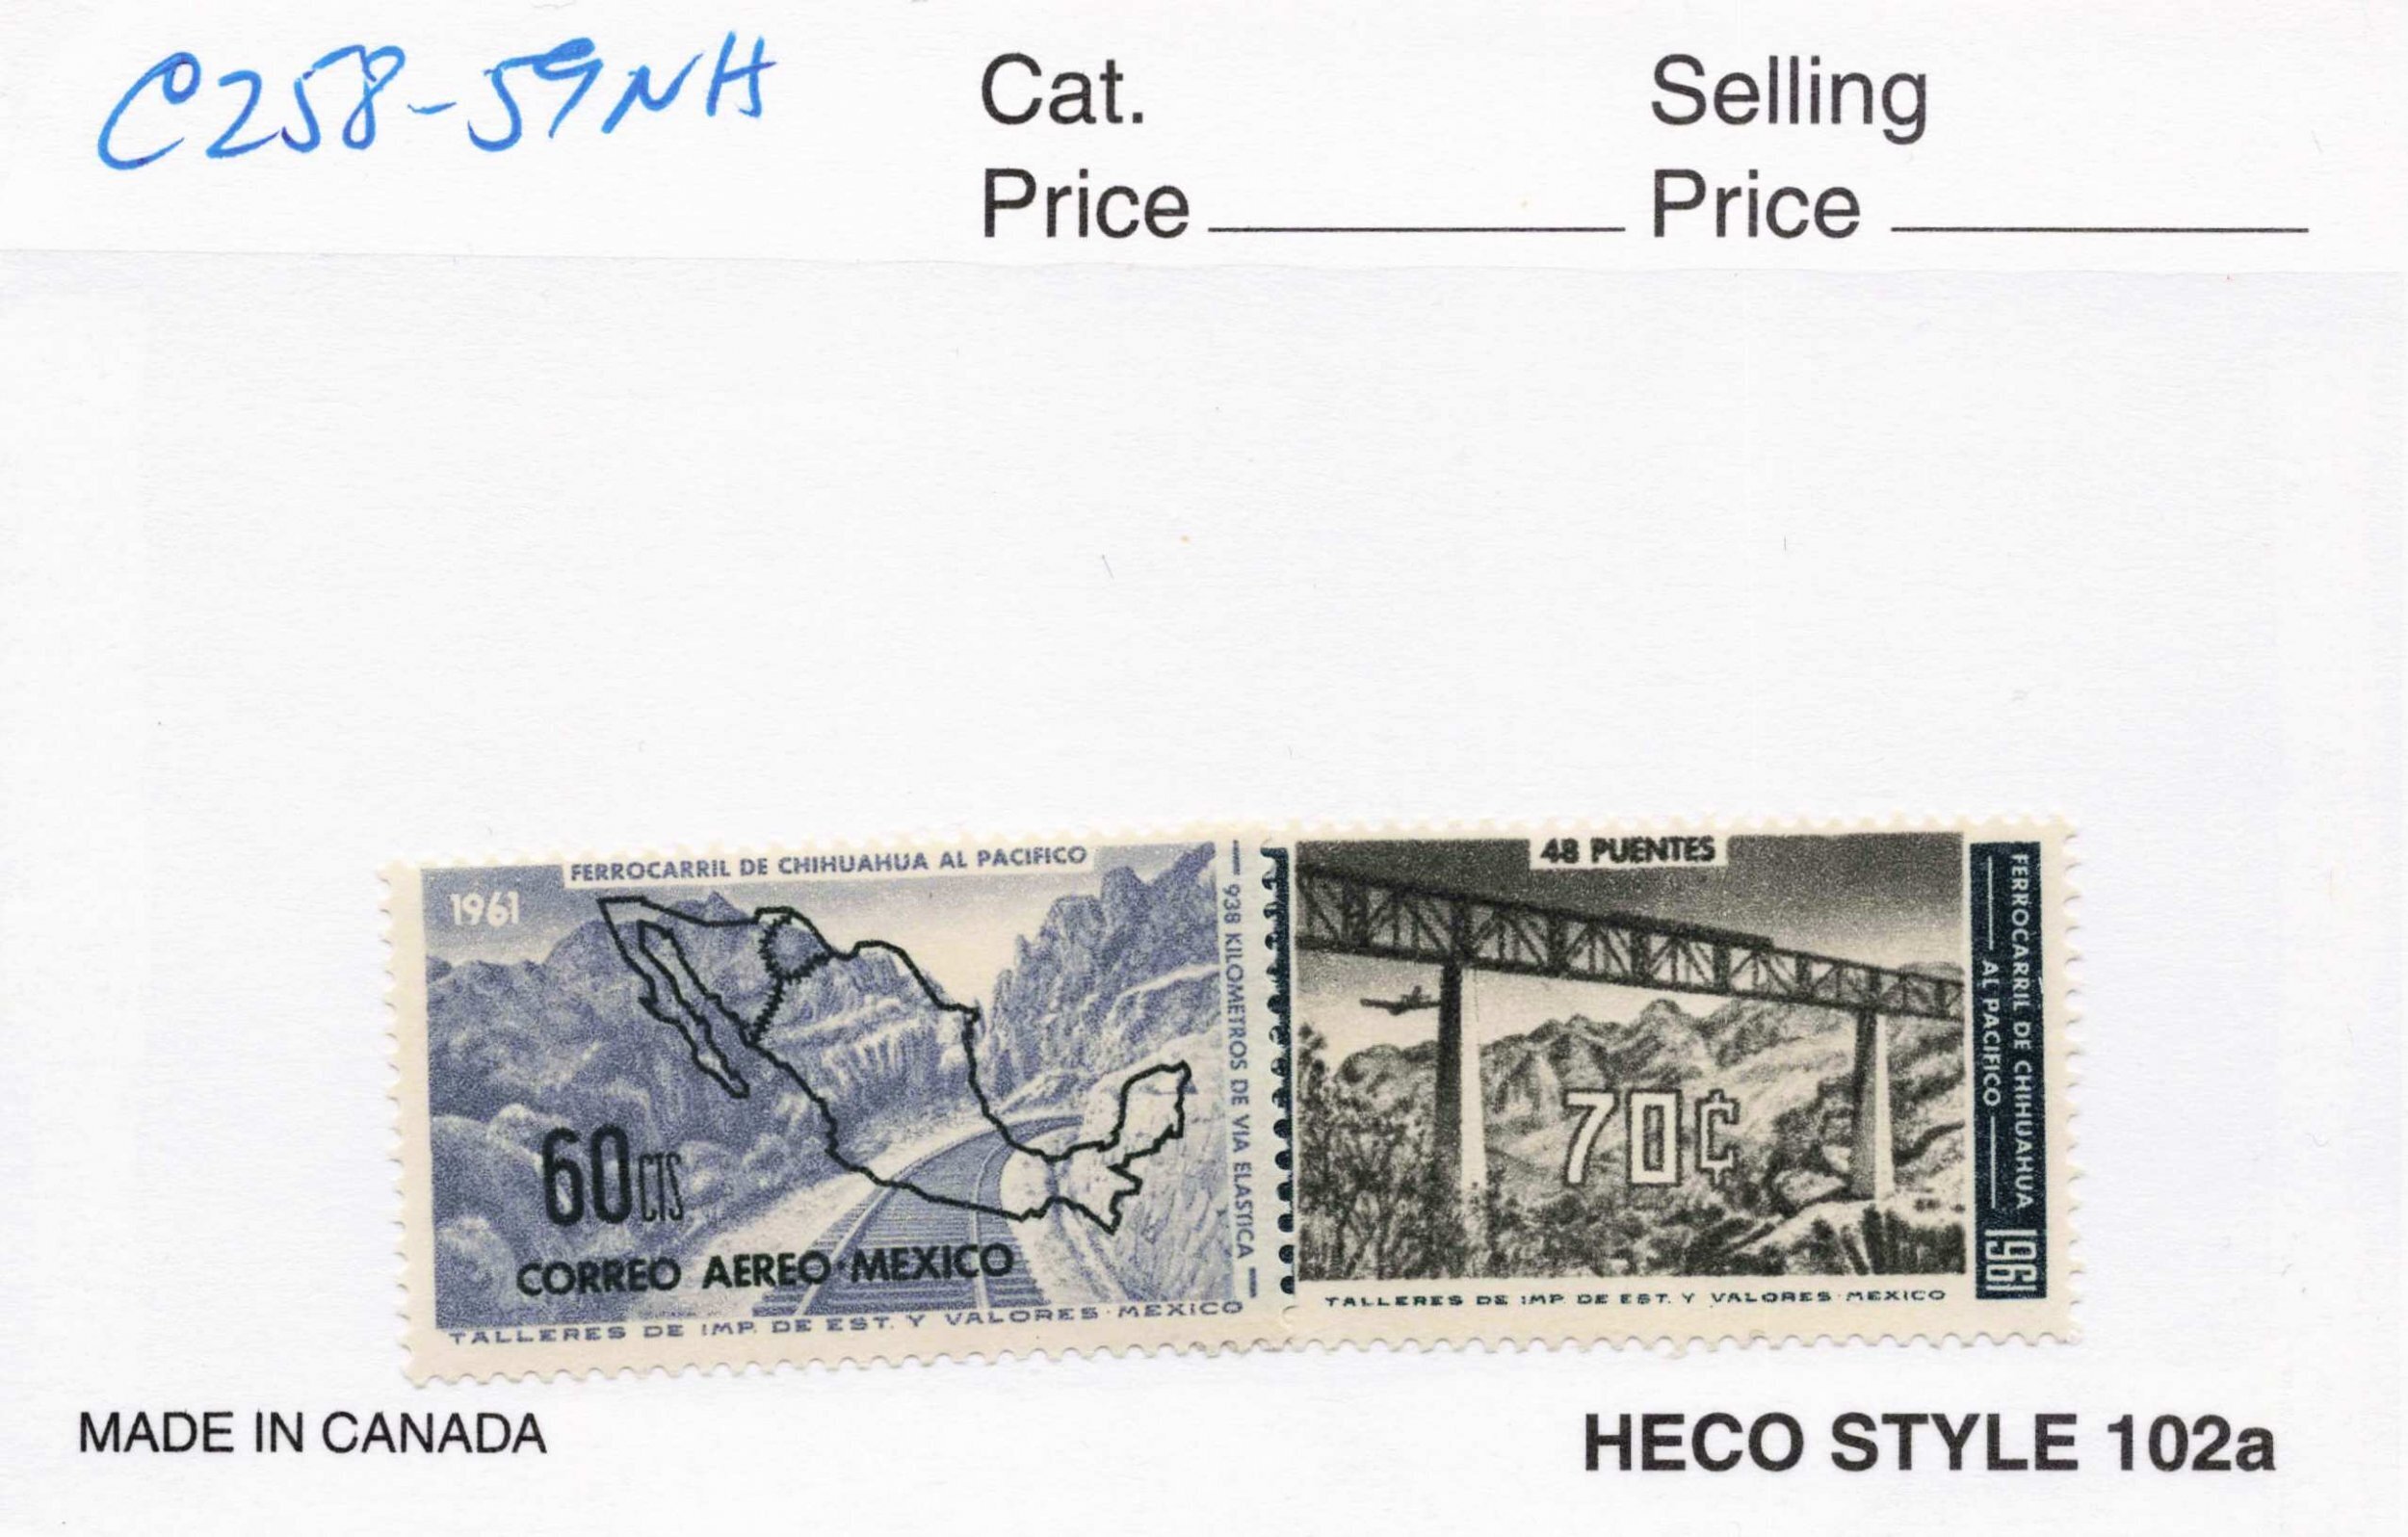 C258-59NH
Cat.
Price
Selling
Price
1961
FERROCARRIL DE CHIHUAHUA AL PACIFICO
938 KILOMETROS DE VIA ELASTICA
60CTS
CORREO AEREO·MEXICO
TALLERES DE IMP. DE EST. Y VALORES·MEXICO
48 PUENTES
70¢
FERROCARRIL DE CHIHUAHUA
AL PACIFICO
1961
TALLERES DE IMP. DE EST. Y VALORES·MEXICO
MADE IN CANADA
HECO STYLE 102a